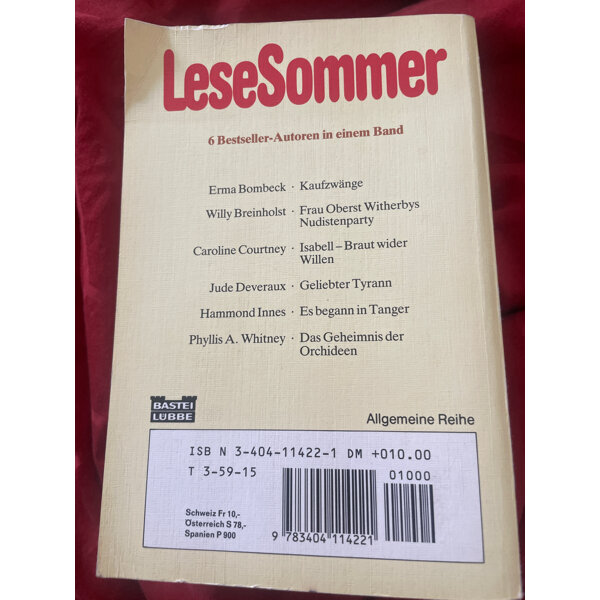 LeseSommer
6 Bestseller-Autoren in einem Band
Erma Bombeck · Kaufzwänge
Willy Breinholst · Frau Oberst Witherbys
Nudistenparty
Caroline Courtney · Isabell – Braut wider
Willen
Jude Deveraux · Geliebter Tyrann
Hammond Innes · Es begann in Tanger
Phyllis A. Whitney · Das Geheimnis der
Orchideen
BASTEI
LÜBBE
Allgemeine Reihe
ISB N 3-404-11422-1 DM +010.00
T 3-59-15
01000
Schweiz Fr 10,-
Österreich S 78,-
Spanien P 900
9 783404 114221